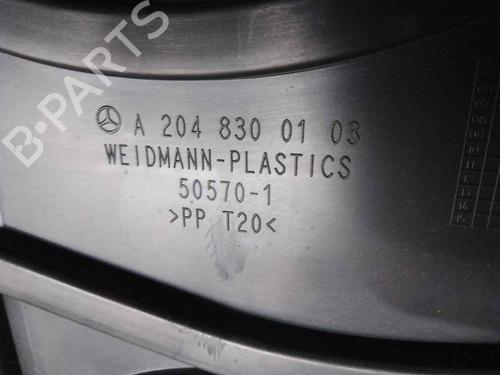 B-PARTS
A 204 830 01 03
WEIDMANN-PLASTICS
50570-1
>PP T20<